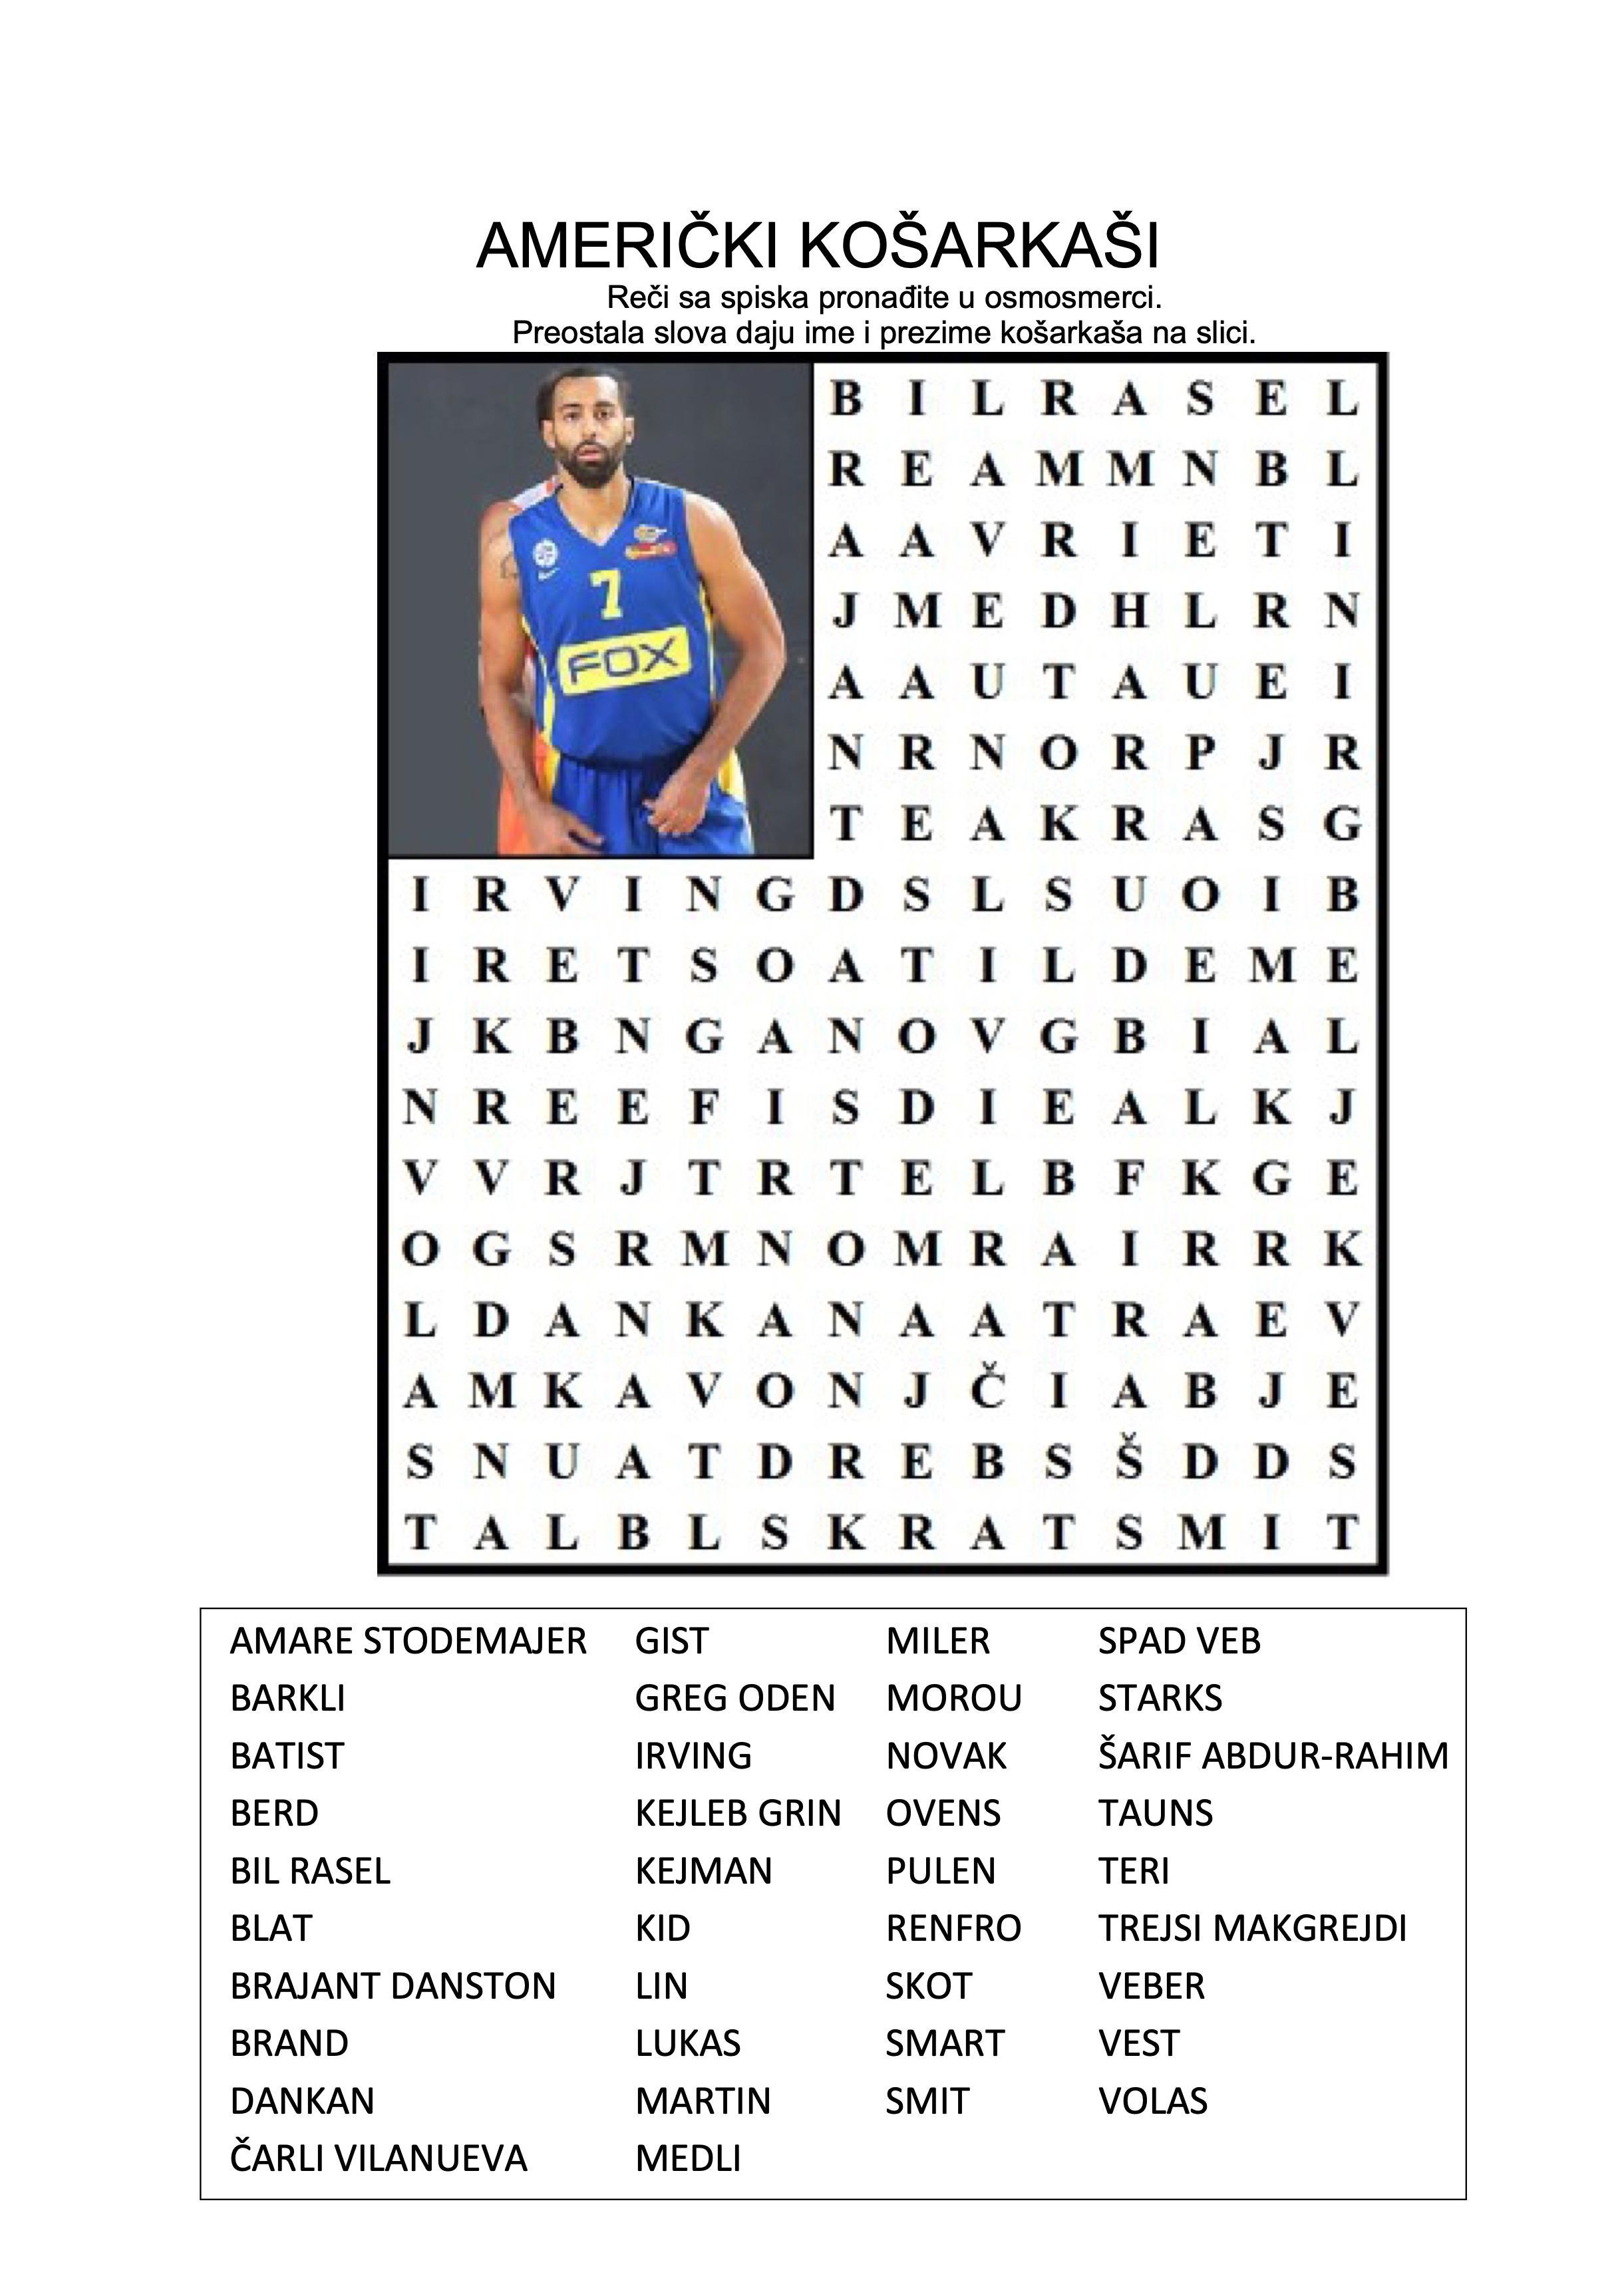 AMERIČKI KOŠARKAŠI
Reči sa spiska pronađite u osmosmerci.
Preostala slova daju ime i prezime košarkaša na slici.
7
FOX
B I L R A S E L
R E A M M N B L
A A V R I E T I
J M E D H L R N
A A U T A U E I
N R N O R P J R
T E A K R A S G
I R V I N G D S L S U O I B
I R E T S O A T I L D E M E
J K B N G A N O V G B I A L
N R E E F I S D I E A L K J
V V R J T R T E L B F K G E
O G S R M N O M R A I R R K
L D A N K A N A A T R A E V
A M K A V O N J Č I A B J E
S N U A T D R E B S Š D D S
T A L B L S K R A T S M I T
AMARE STODEMAJER GIST MILER SPAD VEB
BARKLI GREG ODEN MOROU STARKS
BATIST IRVING NOVAK ŠARIF ABDUR-RAHIM
BERD KEJLEB GRIN OVENS TAUNS
BIL RASEL KEJMAN PULEN TERI
BLAT KID RENFRO TREJSI MAKGREJDI
BRAJANT DANSTON LIN SKOT VEBER
BRAND LUKAS SMART VEST
DANKAN MARTIN SMIT VOLAS
ČARLI VILANUEVA MEDLI